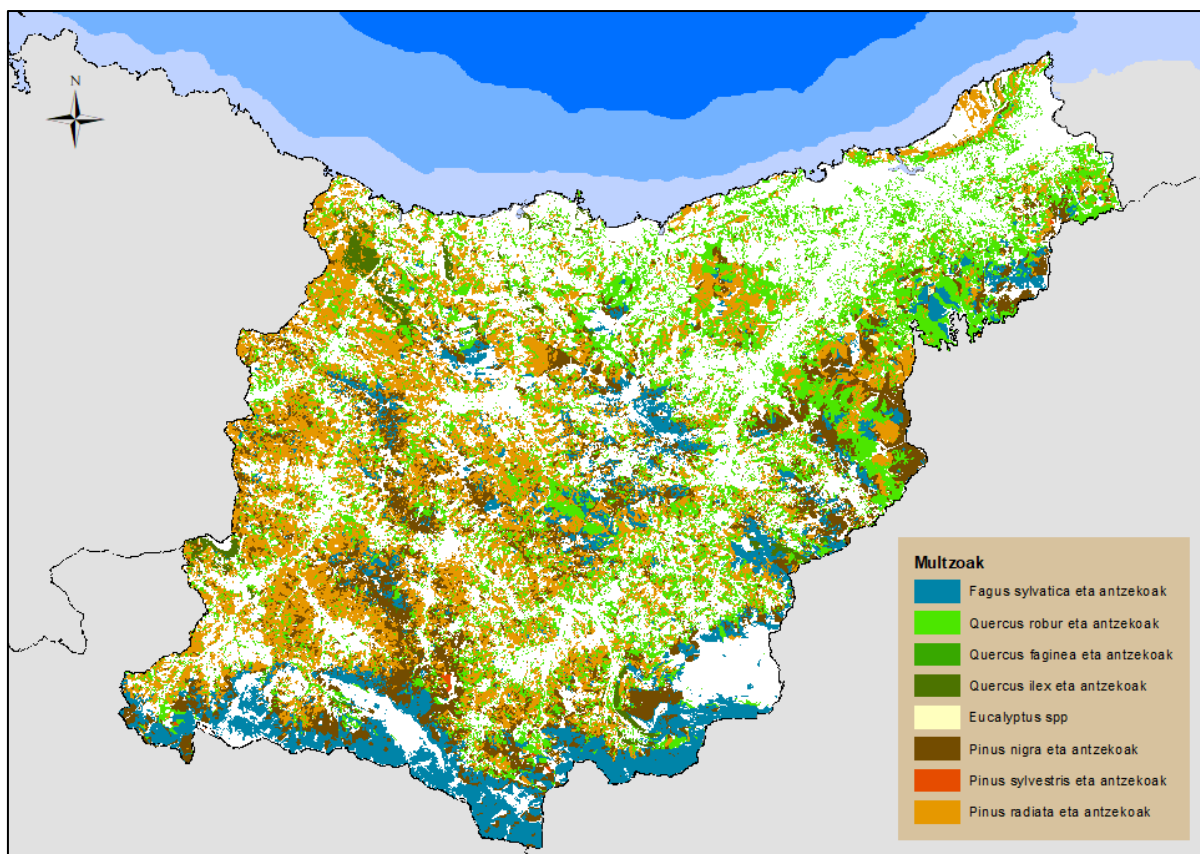 N
Multzoak
Fagus sylvatica eta antzekoak
Quercus robur eta antzekoak
Quercus faginea eta antzekoak
Quercus ilex eta antzekoak
Eucalyptus spp
Pinus nigra eta antzekoak
Pinus sylvestris eta antzekoak
Pinus radiata eta antzekoak